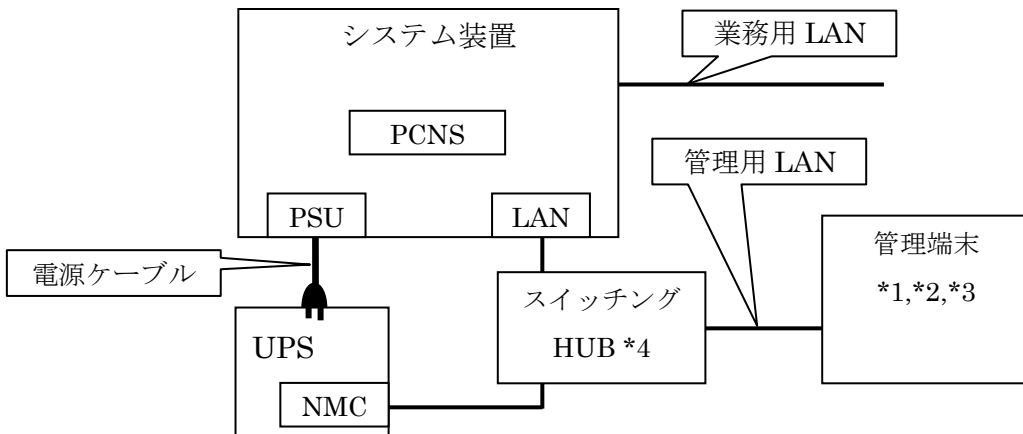 システム装置
業務用 LAN
PCNS
管理用 LAN
PSU
LAN
管理端末
*1,*2,*3
電源ケーブル
スイッチング
HUB *4
UPS
NMC